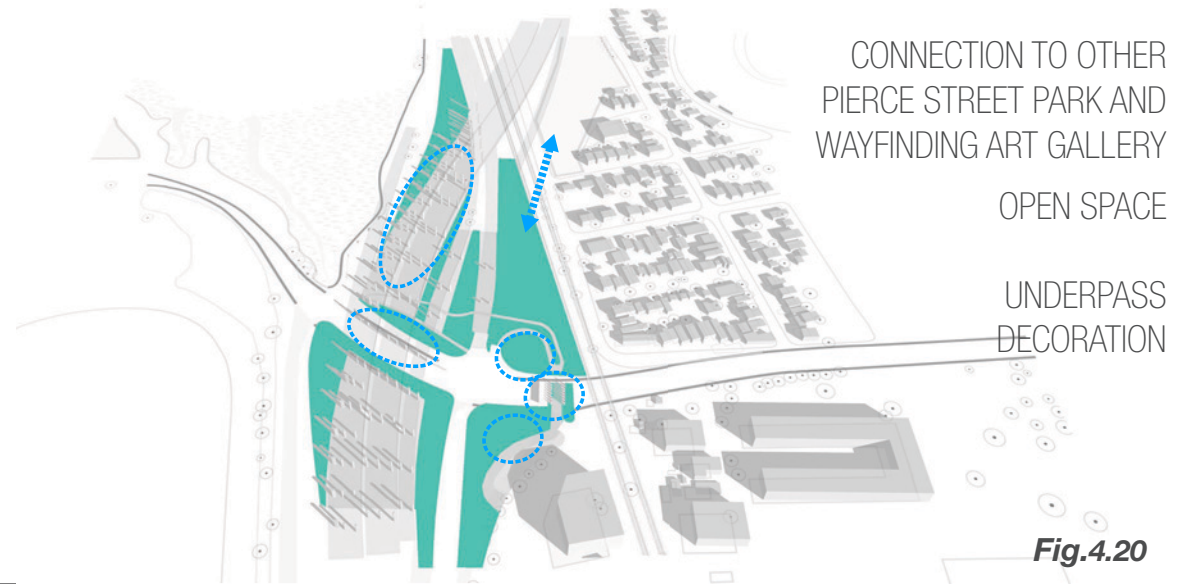 CONNECTION TO OTHER
PIERCE STREET PARK AND
WAYFINDING ART GALLERY
OPEN SPACE
UNDERPASS
DECORATION
Fig.4.20